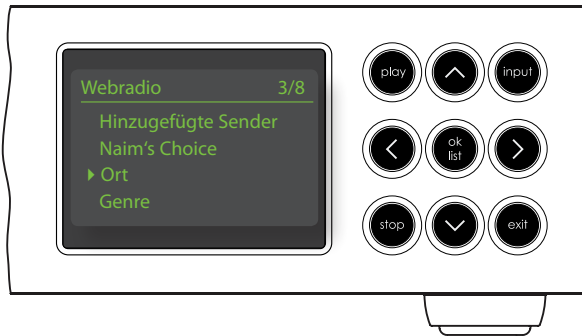 Webradio 3/8
Hinzugefügte Sender
Naim's Choice
Ort
Genre
play
input
ok
list
stop
exit